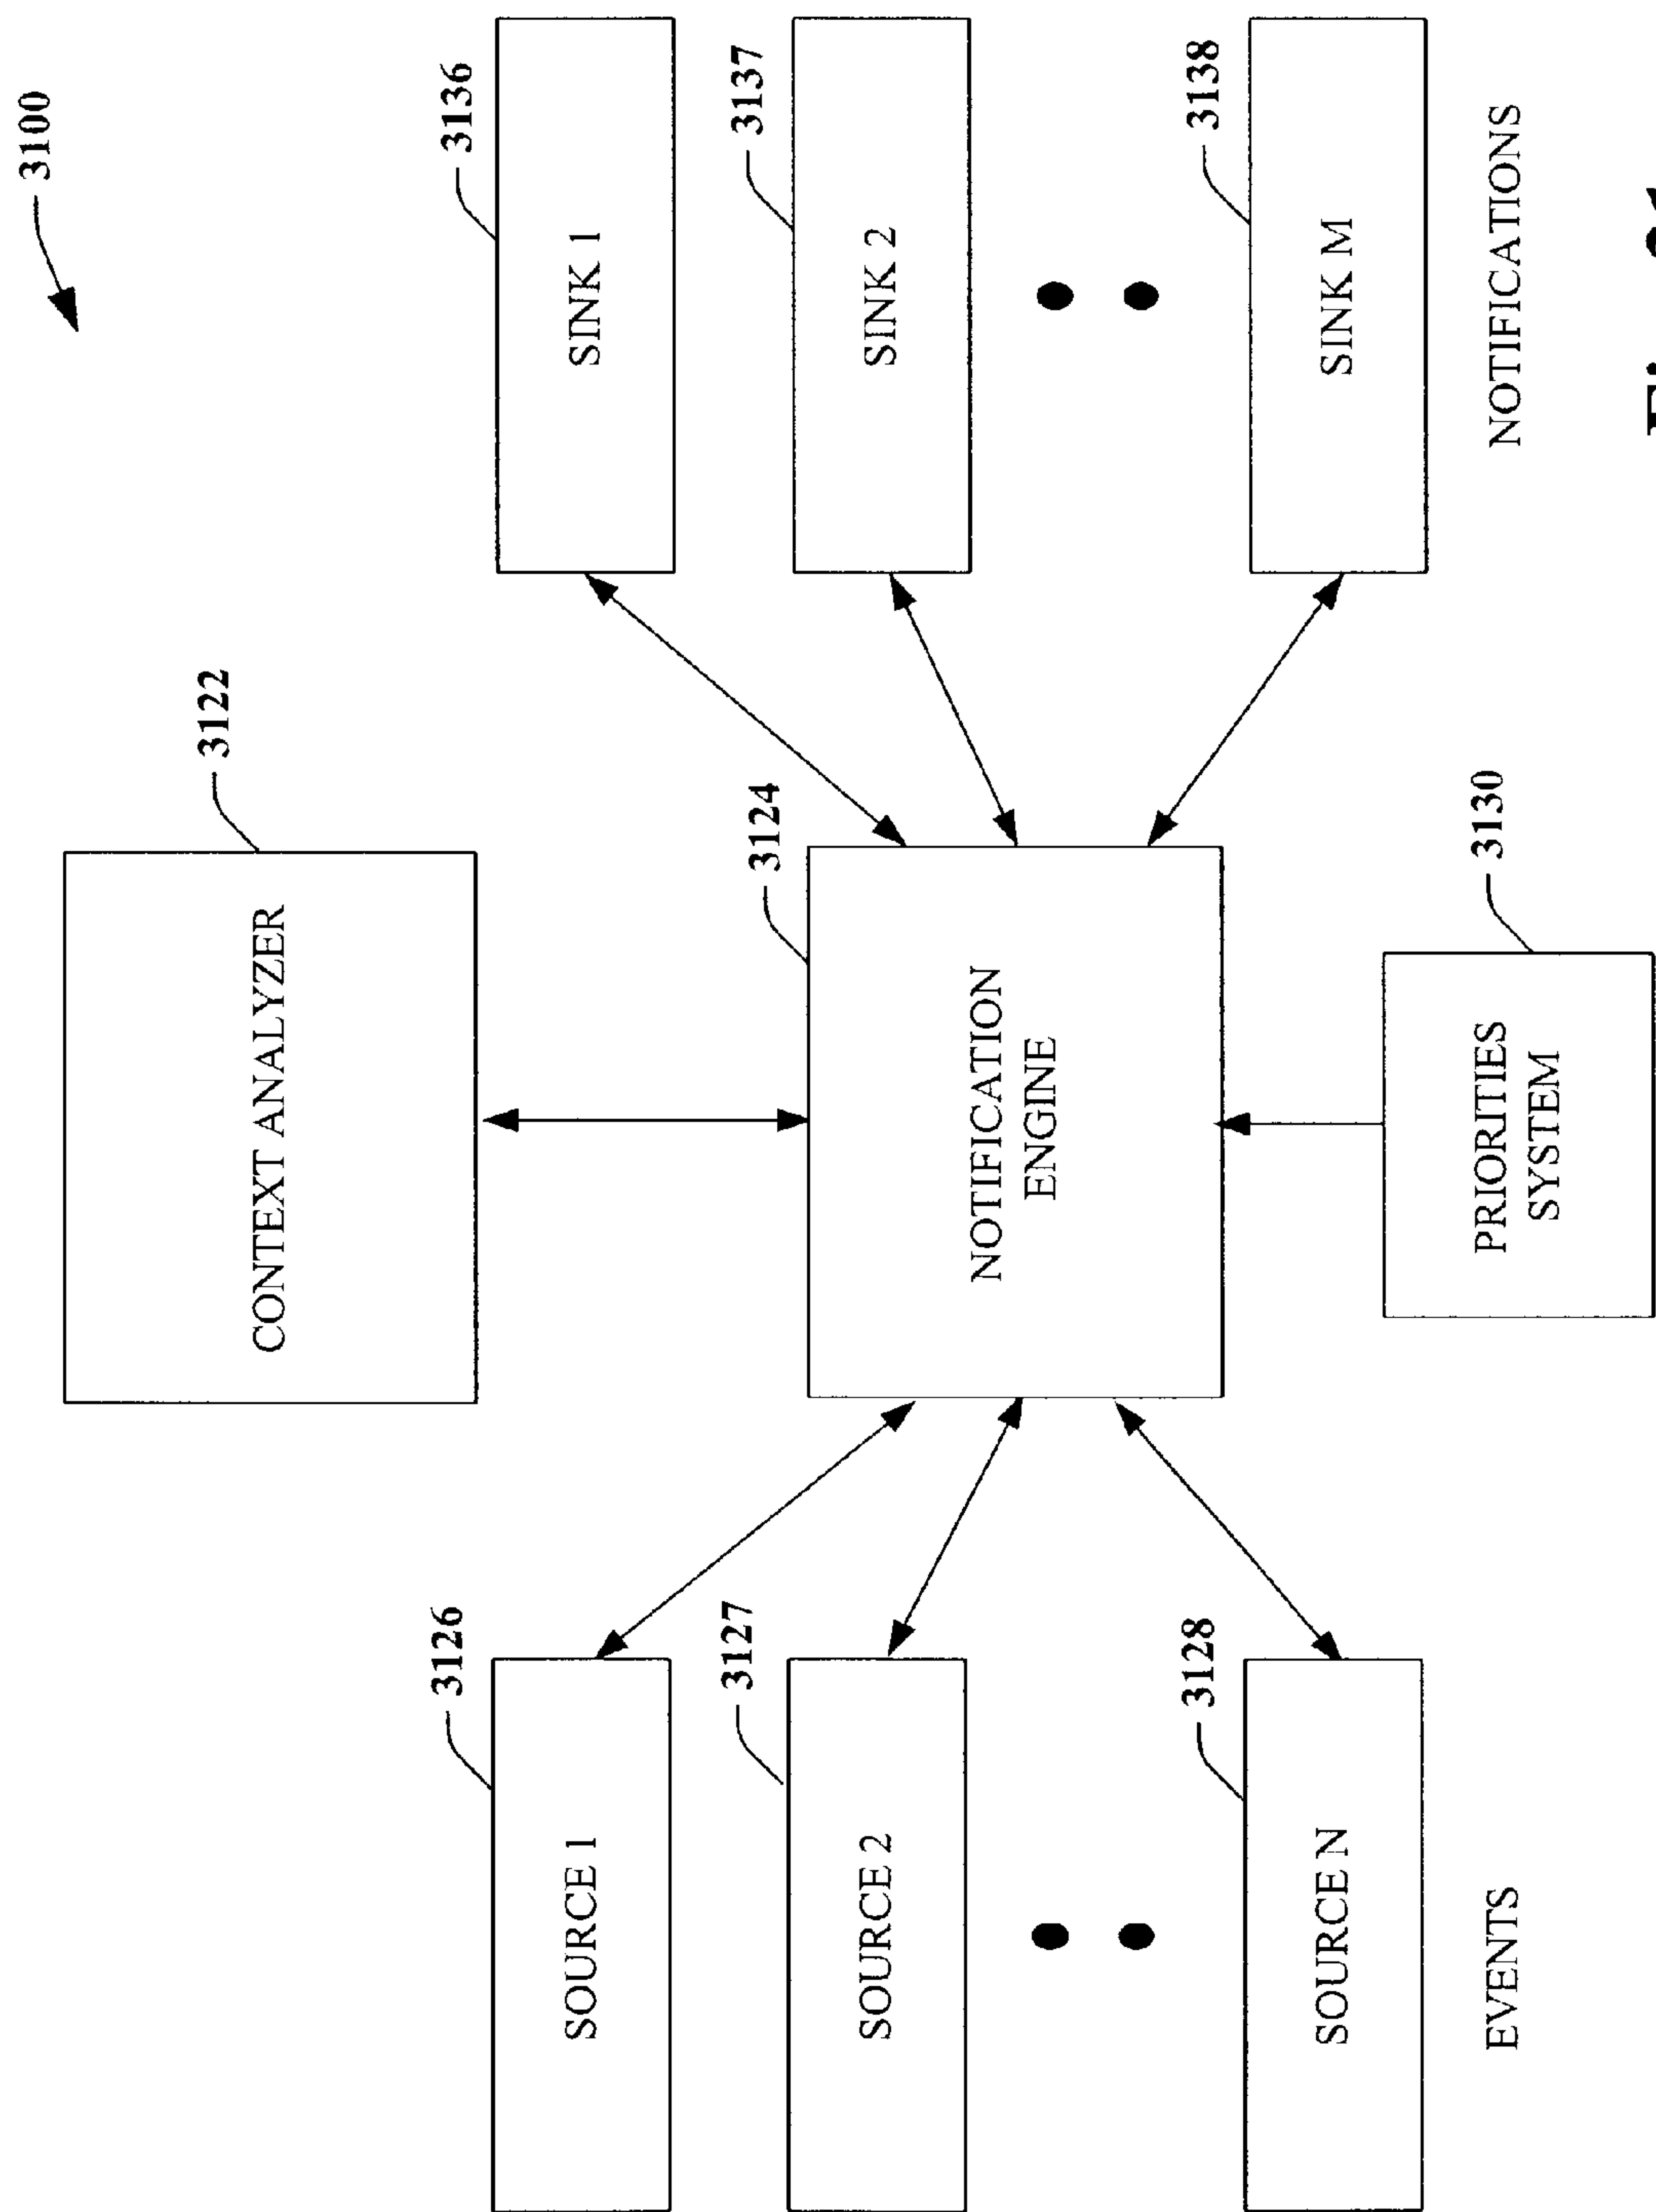 3100
3122
CONTEXT ANALYZER
3126
SOURCE 1
3136
SINK 1
3124
NOTIFICATION
ENGINE
3127
SOURCE 2
3137
SINK 2
3128
SOURCE N
3138
SINK M
3130
PRIORITIES
SYSTEM
EVENTS
NOTIFICATIONS